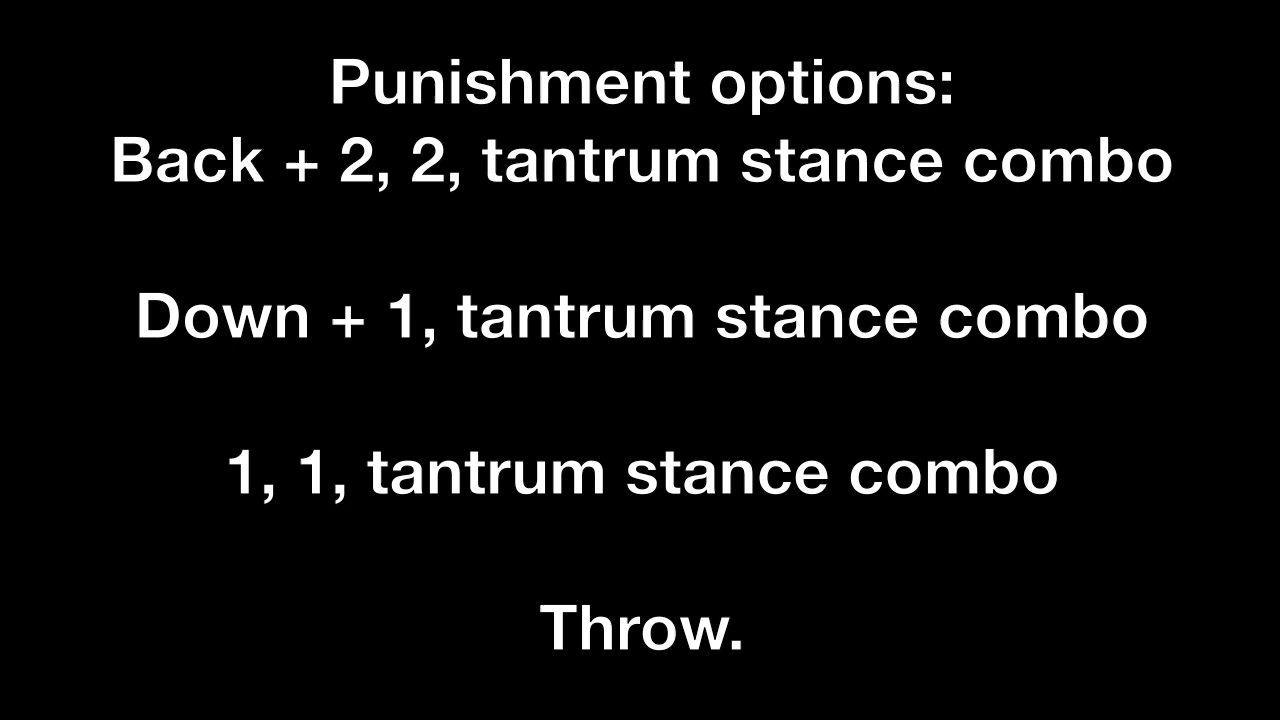 Punishment options:
Back + 2, 2, tantrum stance combo
Down + 1, tantrum stance combo
1, 1, tantrum stance combo
Throw.